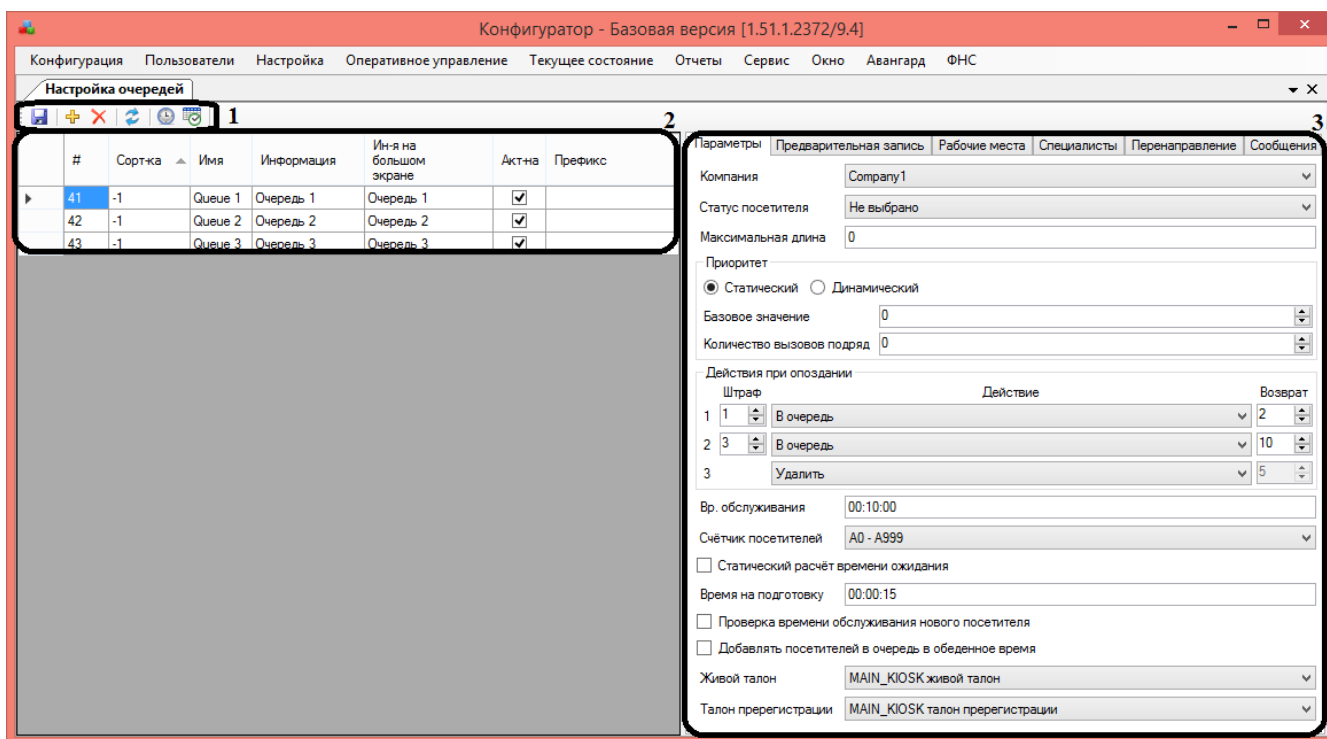 Конфигуратор - Базовая версия [1.51.1.2372/9.4]
Конфигурация Пользователи Настройка Оперативное управление Текущее состояние Отчеты Сервис Окно Авангард ФНС
Настройка очередей
1
2
3
# Сорт-ка Имя Информация Ин-я на большом экране Акт-на Префикс
41 -1 Queue 1 Очередь 1 Очередь 1
42 -1 Queue 2 Очередь 2 Очередь 2
43 -1 Queue 3 Очередь 3 Очередь 3
Параметры Предварительная запись Рабочие места Специалисты Перенаправление Сообщения
Компания Company1
Статус посетителя Не выбрано
Максимальная длина 0
Приоритет
Статический Динамический
Базовое значение 0
Количество вызовов подряд 0
Действия при опоздании
Штраф Действие Возврат
1 1 В очередь 2
2 3 В очередь 10
3 Удалить 5
Вр. обслуживания 00:10:00
Счётчик посетителей A0 - A999
Статический расчёт времени ожидания
Время на подготовку 00:00:15
Проверка времени обслуживания нового посетителя
Добавлять посетителей в очередь в обеденное время
Живой талон MAIN_KIOSK живой талон
Талон пререгистрации MAIN_KIOSK талон пререгистрации